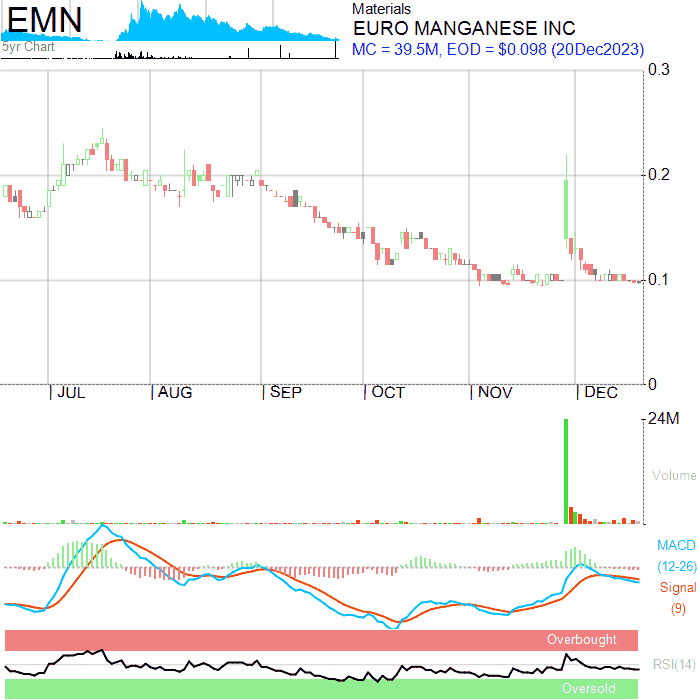 EMN
5yr Chart
Materials
EURO MANGANESE INC
MC = 39.5M, EOD = $0.098 (20Dec2023)
0.3
0.2
0.1
0
JUL AUG SEP OCT NOV DEC
24M
Volume
MACD
(12-26)
Signal
(9)
Overbought
RSI(14)
Oversold